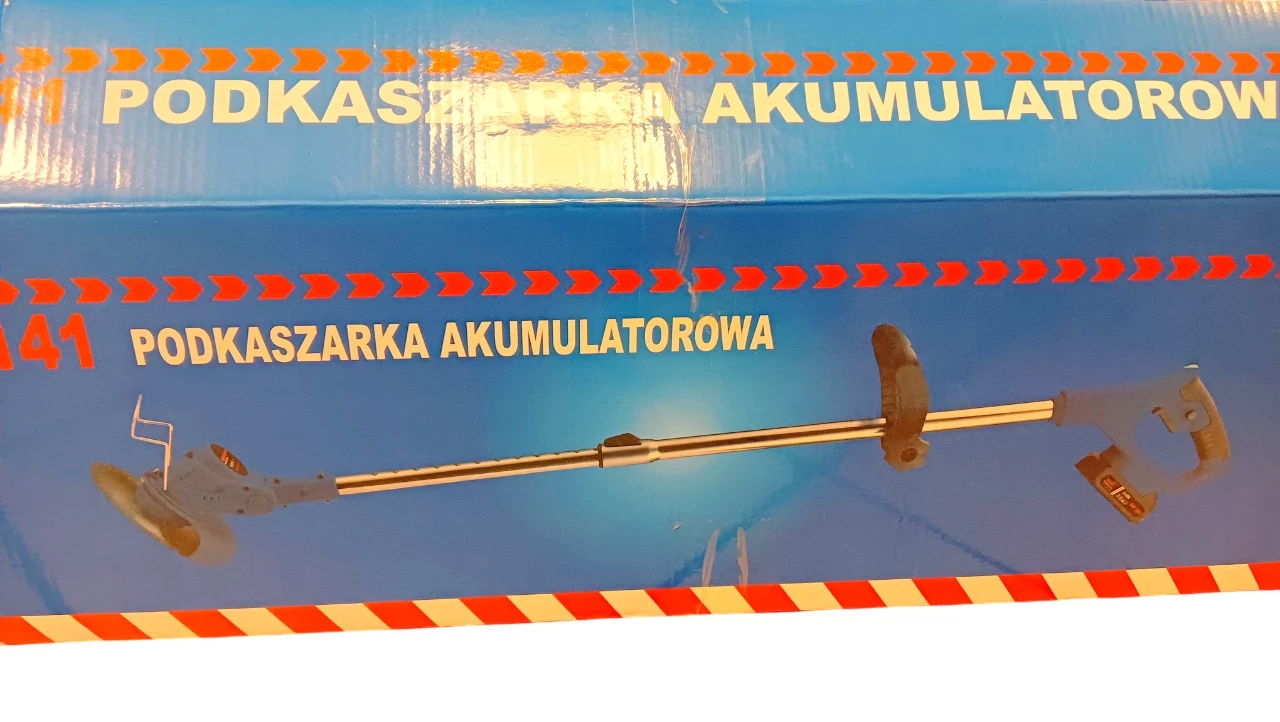 41 PODKASZARKA AKUMULATOROW
141 PODKASZARKA AKUMULATOROWA